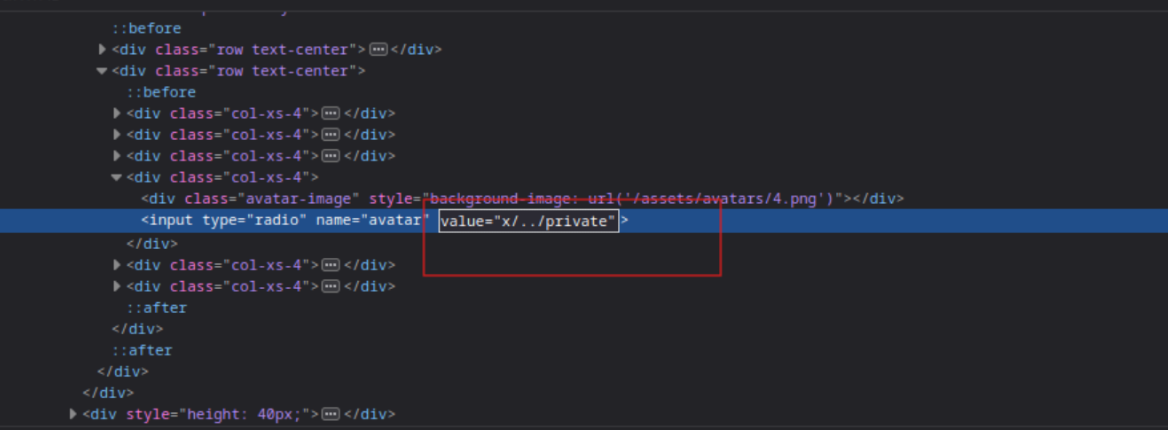 ::before
<div class="row text-center"></div>
<div class="row text-center">
::before
<div class="col-xs-4"></div>
<div class="col-xs-4"></div>
<div class="col-xs-4"></div>
<div class="col-xs-4">
<div class="avatar-image" style="background-image: url('/assets/avatars/4.png')"></div>
<input type="radio" name="avatar" value="x/../private">
</div>
<div class="col-xs-4"></div>
<div class="col-xs-4"></div>
::after
</div>
::after
</div>
</div>
<div style="height: 40px;"></div>